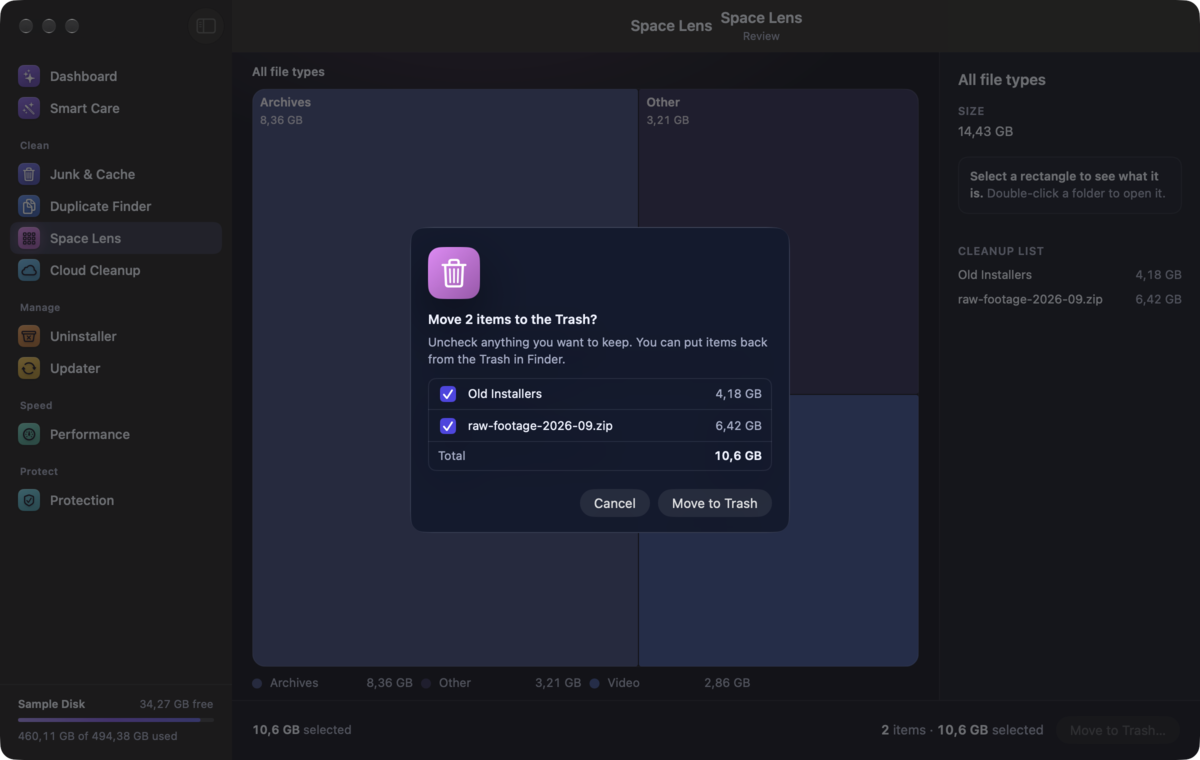 Space Lens
Space Lens
Review
Dashboard
Smart Care
Clean
Junk & Cache
Duplicate Finder
Space Lens
Cloud Cleanup
Manage
Uninstaller
Updater
Speed
Performance
Protect
Protection
Sample Disk 34,27 GB free
460,11 GB of 494,38 GB used
All file types
Archives
8,36 GB
Other
3,21 GB
Move 2 items to the Trash?
Uncheck anything you want to keep. You can put items back
from the Trash in Finder.
Old Installers 4,18 GB
raw-footage-2026-09.zip 6,42 GB
Total 10,6 GB
Cancel Move to Trash
Archives 8,36 GB Other 3,21 GB Video 2,86 GB
All file types
SIZE
14,43 GB
Select a rectangle to see what it
is. Double-click a folder to open it.
CLEANUP LIST
Old Installers 4,18 GB
raw-footage-2026-09.zip 6,42 GB
10,6 GB selected
2 items · 10,6 GB selected Move to Trash...